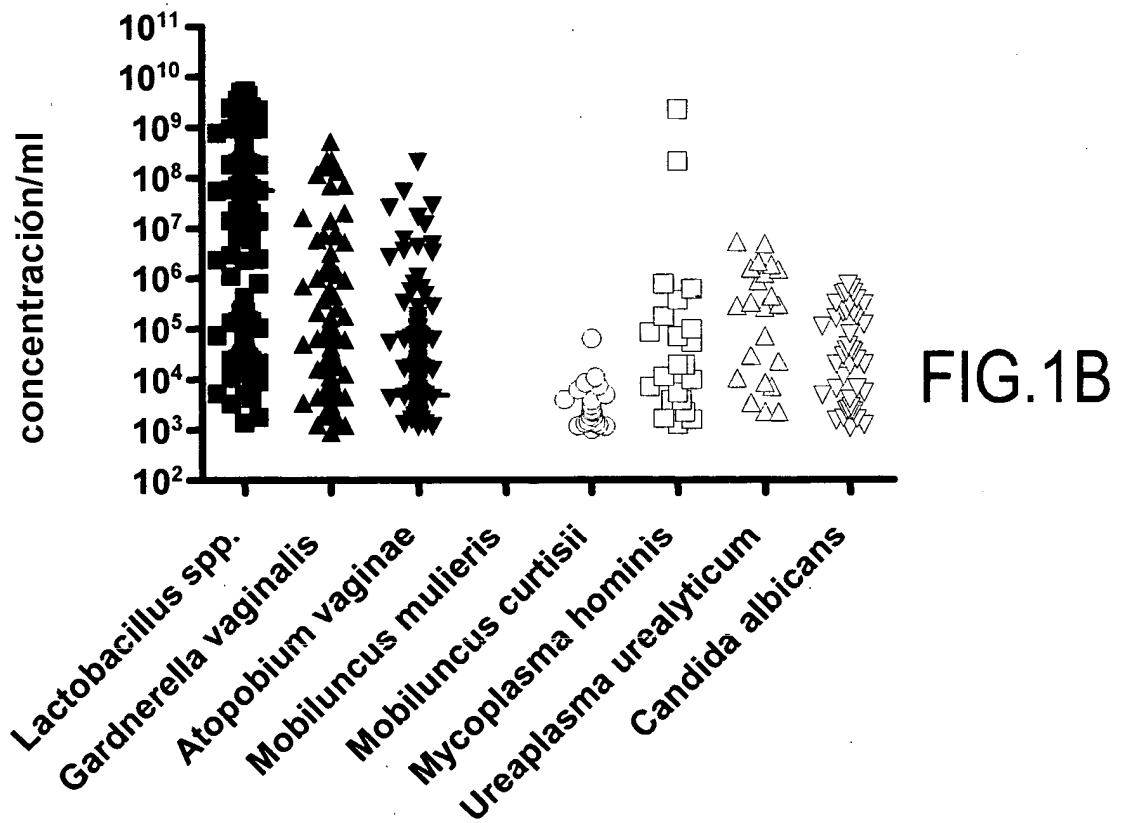 concentración/ml
10¹¹
10¹⁰
10⁹
10⁸
10⁷
10⁶
10⁵
10⁴
10³
10²
Lactobacillus spp.
Gardnerella vaginalis
Atopobium vaginae
Mobiluncus mulieris
Mobiluncus curtisii
Mycoplasma hominis
Ureaplasma urealyticum
Candida albicans
FIG.1B